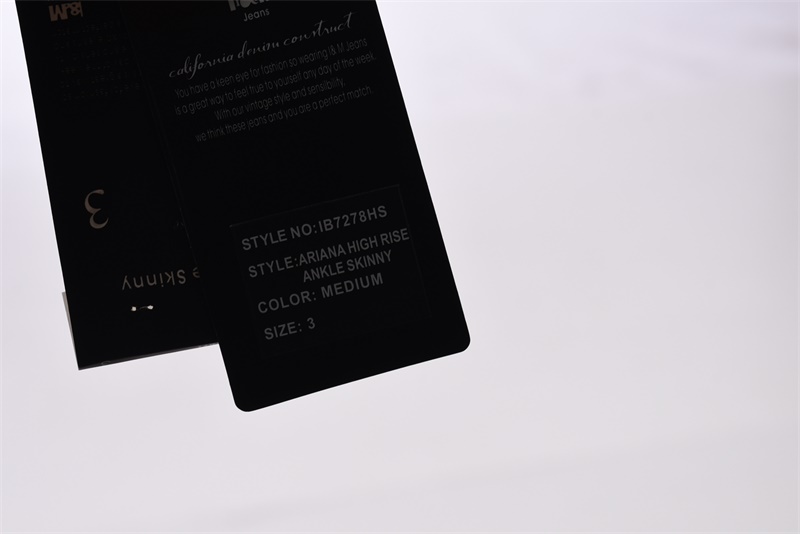 Jeans
california denim construct
You have a keen eye for fashion so wearing I& M Jeans
is a great way to feel true to yourself any day of the week.
With our vintage style and sensibility,
we think these jeans and you are a perfect match.
STYLE NO:IB7278HS
STYLE:ARIANA HIGH RISE
ANKLE SKINNY
COLOR: MEDIUM
SIZE: 3
3
Skinny